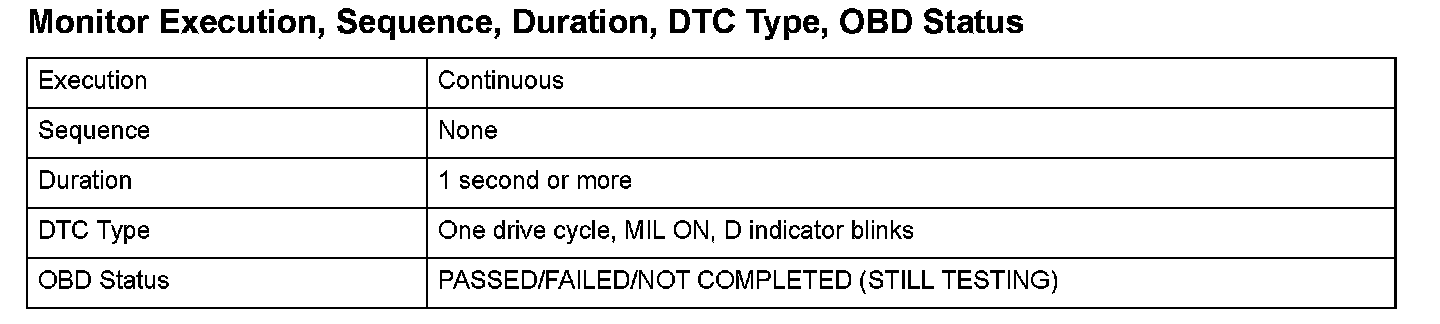 Monitor Execution, Sequence, Duration, DTC Type, OBD Status
Execution Continuous
Sequence None
Duration 1 second or more
DTC Type One drive cycle, MIL ON, D indicator blinks
OBD Status PASSED/FAILED/NOT COMPLETED (STILL TESTING)